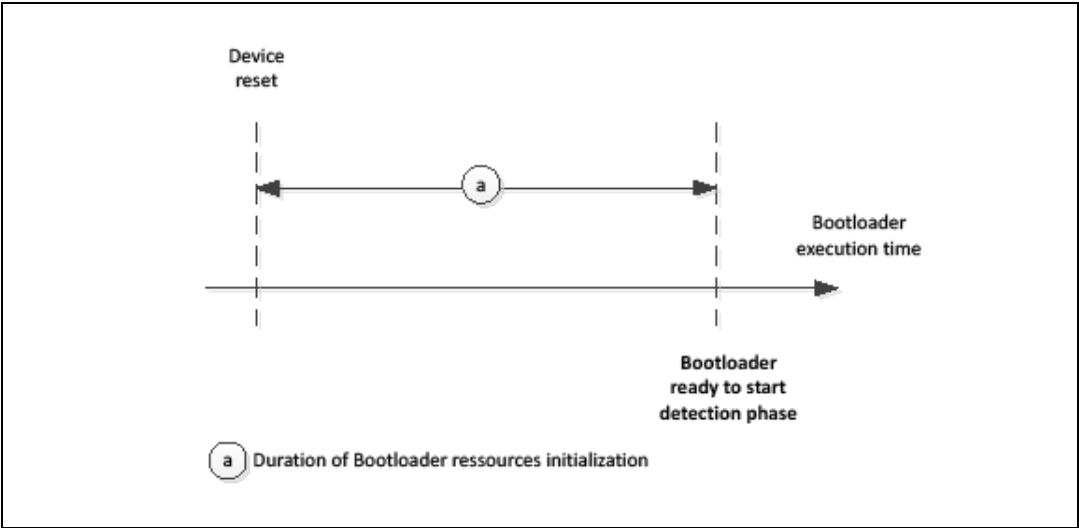 Device
reset
a
Bootloader
execution time
Bootloader
ready to start
detection phase
a Duration of Bootloader ressources initialization